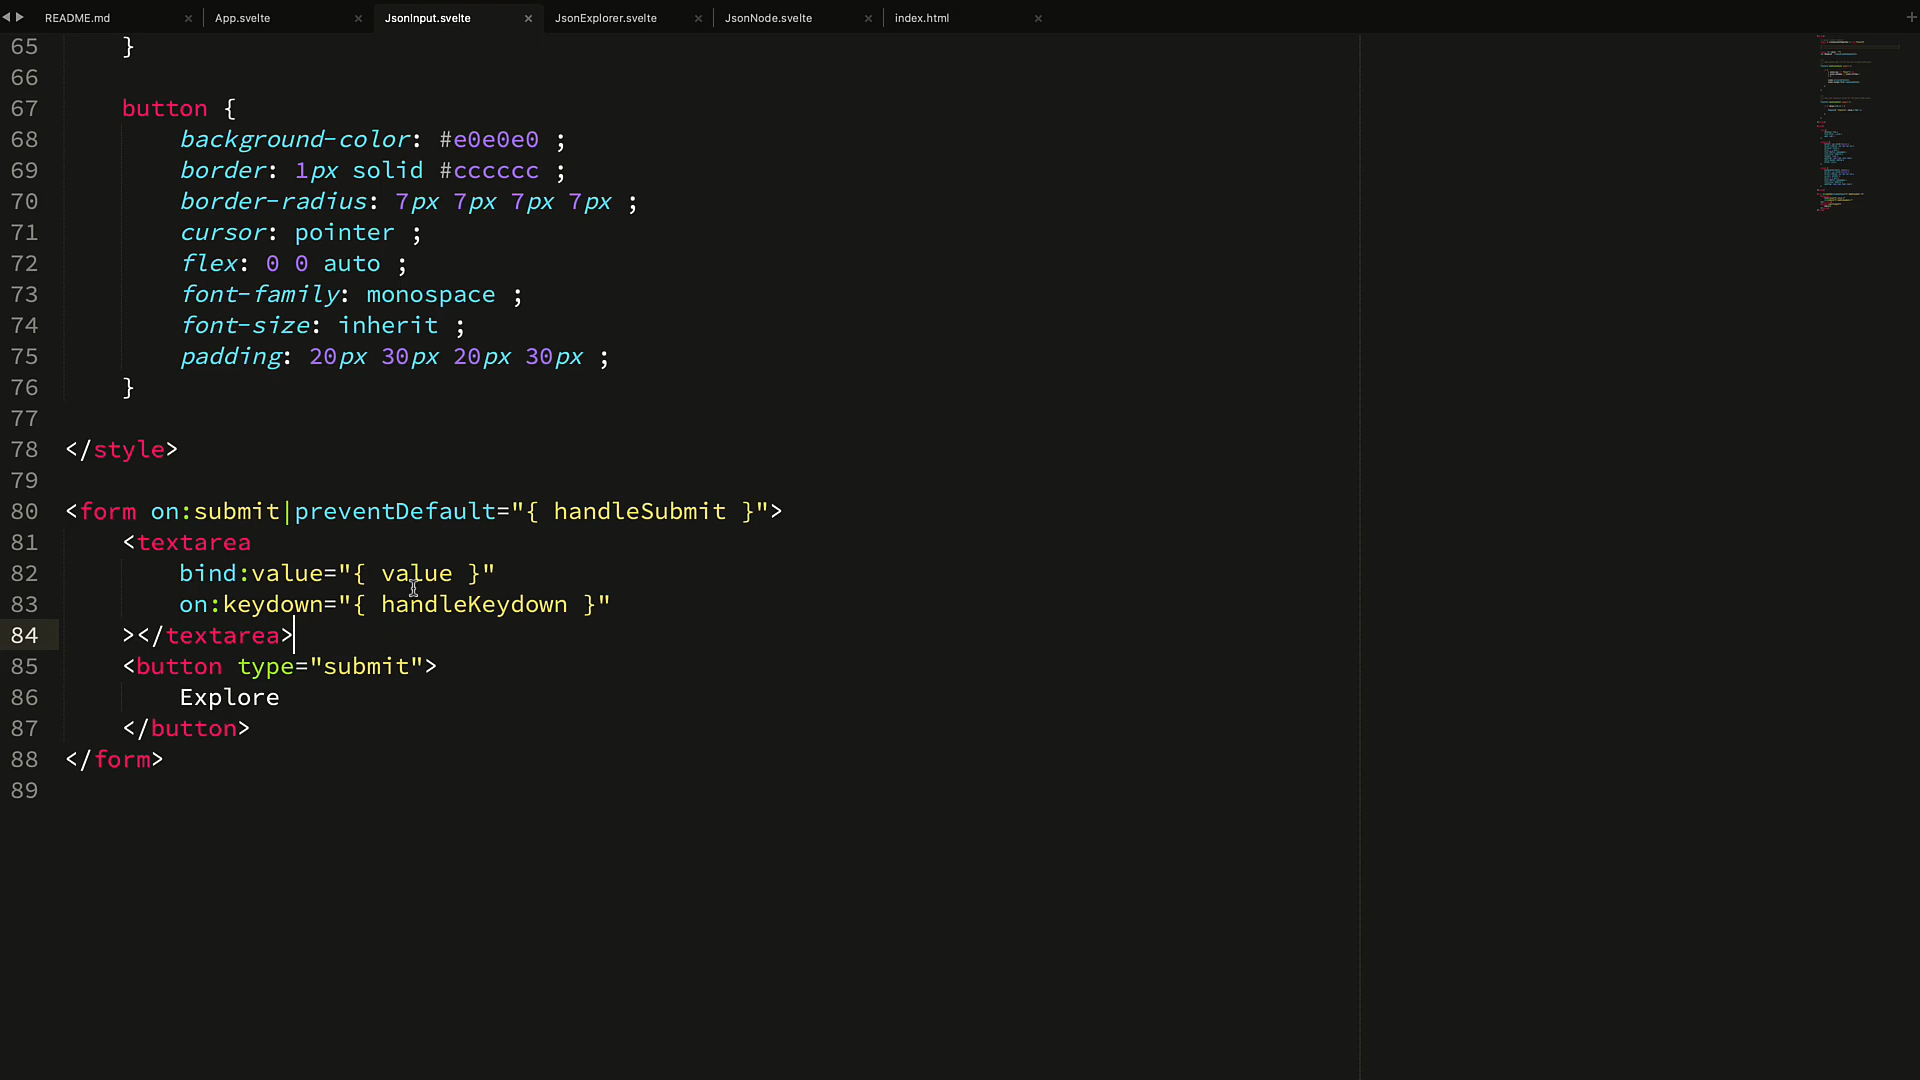 README.md
App.svelte
JsonInput.svelte
JsonExplorer.svelte
JsonNode.svelte
index.html
65 }
66
67 button {
68 background-color: #e0e0e0 ;
69 border: 1px solid #cccccc ;
70 border-radius: 7px 7px 7px 7px ;
71 cursor: pointer ;
72 flex: 0 0 auto ;
73 font-family: monospace ;
74 font-size: inherit ;
75 padding: 20px 30px 20px 30px ;
76 }
77
78 </style>
79
80 <form on:submit|preventDefault="{ handleSubmit }">
81 <textarea
82 bind:value="{ value }"
83 on:keydown="{ handleKeydown }"
84 ></textarea>
85 <button type="submit">
86 Explore
87 </button>
88 </form>
89